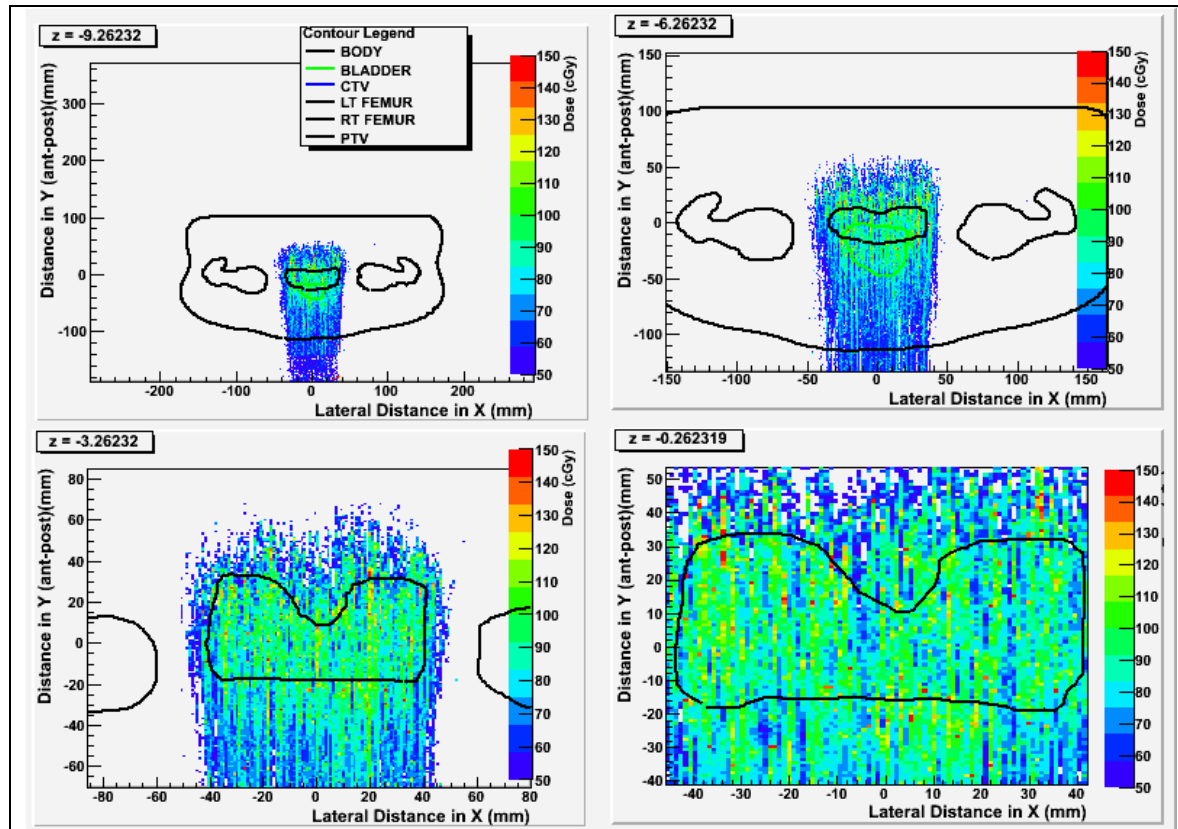 z = -9.26232
Contour Legend
BODY
BLADDER
CTV
LT FEMUR
RT FEMUR
PTV
Distance in Y (ant-post)(mm)
300
200
100
0
-100
-200 -100 0 100 200
Lateral Distance in X (mm)
150
140
130
120
110
100
90
80
70
60
50
Dose (cGy)
z = -6.26232
Distance in Y (ant-post)(mm)
150
100
50
0
-50
-100
-150 -100 -50 0 50 100 150
Lateral Distance in X (mm)
150
140
130
120
110
100
90
80
70
60
50
Dose (cGy)
z = -3.26232
Distance in Y (ant-post)(mm)
80
60
40
20
0
-20
-40
-60
-80 -60 -40 -20 0 20 40 60 80
Lateral Distance in X (mm)
150
140
130
120
110
100
90
80
70
60
50
Dose (cGy)
z = -0.262319
Distance in Y (ant-post)(mm)
50
40
30
20
10
0
-10
-20
-30
-40
-40 -30 -20 -10 0 10 20 30 40
Lateral Distance in X (mm)
150
140
130
120
110
100
90
80
70
60
50
Dose (cGy)